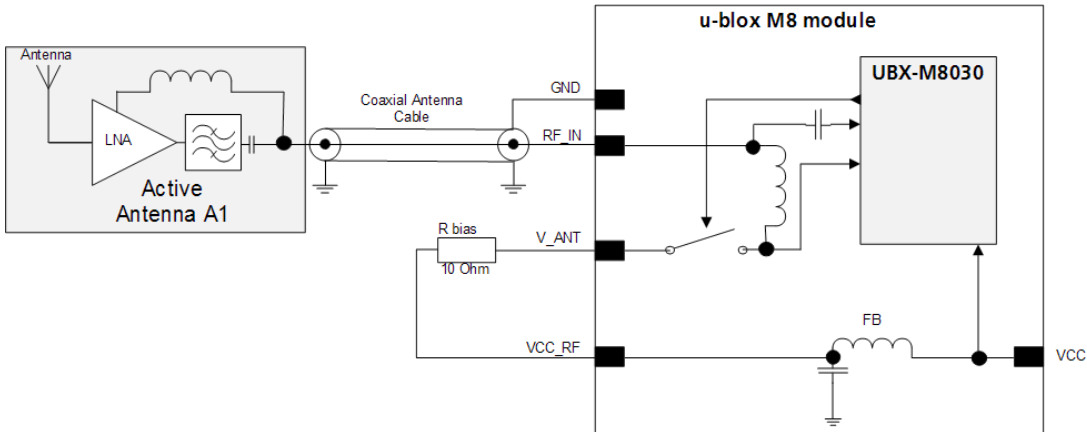 u-blox M8 module
Antenna
LNA
Active
Antenna A1
Coaxial Antenna
Cable
GND
RF_IN
UBX-M8030
R bias
10 Ohm
V_ANT
VCC_RF
FB
VCC